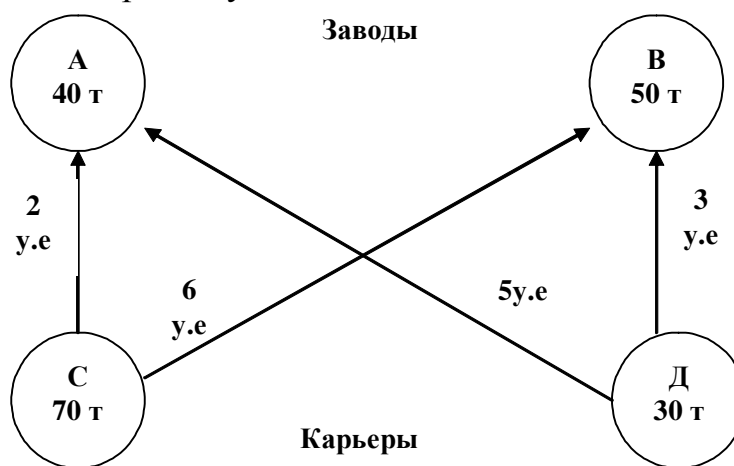 Заводы
А
40 т
В
50 т
2
у.е
3
у.е
6
у.е
5у.е
С
70 т
Д
30 т
Карьеры